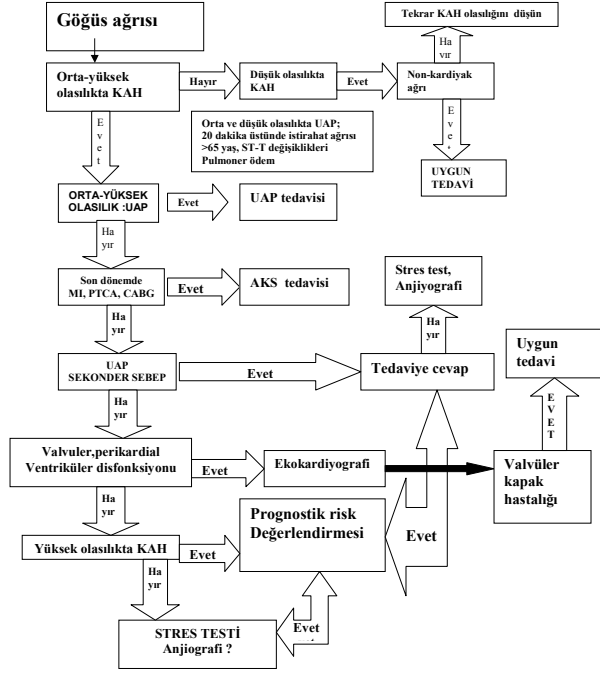 Göğüs ağrısı
Tekrar KAH olasılığını düşün
Ha
yır
Orta-yüksek
olasılıkta KAH
Hayır
Düşük olasılıkta
KAH
Evet
Non-kardiyak
ağrı
E
v
e
t
Orta ve düşük olasılıkta UAP;
20 dakika üstünde istirahat ağrısı
>65 yaş, ST-T değişiklikleri
Pulmoner ödem
E
v
e
UYGUN
TEDAVİ
ORTA-YÜKSEK
OLASILIK :UAP
Evet
UAP tedavisi
Ha
yır
Son dönemde
MI, PTCA, CABG
Evet
AKS tedavisi
Stres test,
Anjiyografi
Ha
yır
Ha
yır
Uygun
tedavi
UAP
SEKONDER SEBEP
Evet
Tedaviye cevap
Ha
yır
E
V
E
T
Valvuler,perikardial
Ventriküler disfonksiyonu
Evet
Ekokardiyografi
Valvüler
kapak
hastalığı
Ha
yır
Prognostik risk
Değerlendirmesi
Evet
Yüksek olasılıkta KAH
Evet
Ha
yır
STRES TESTİ
Anjiografi ?
Evet